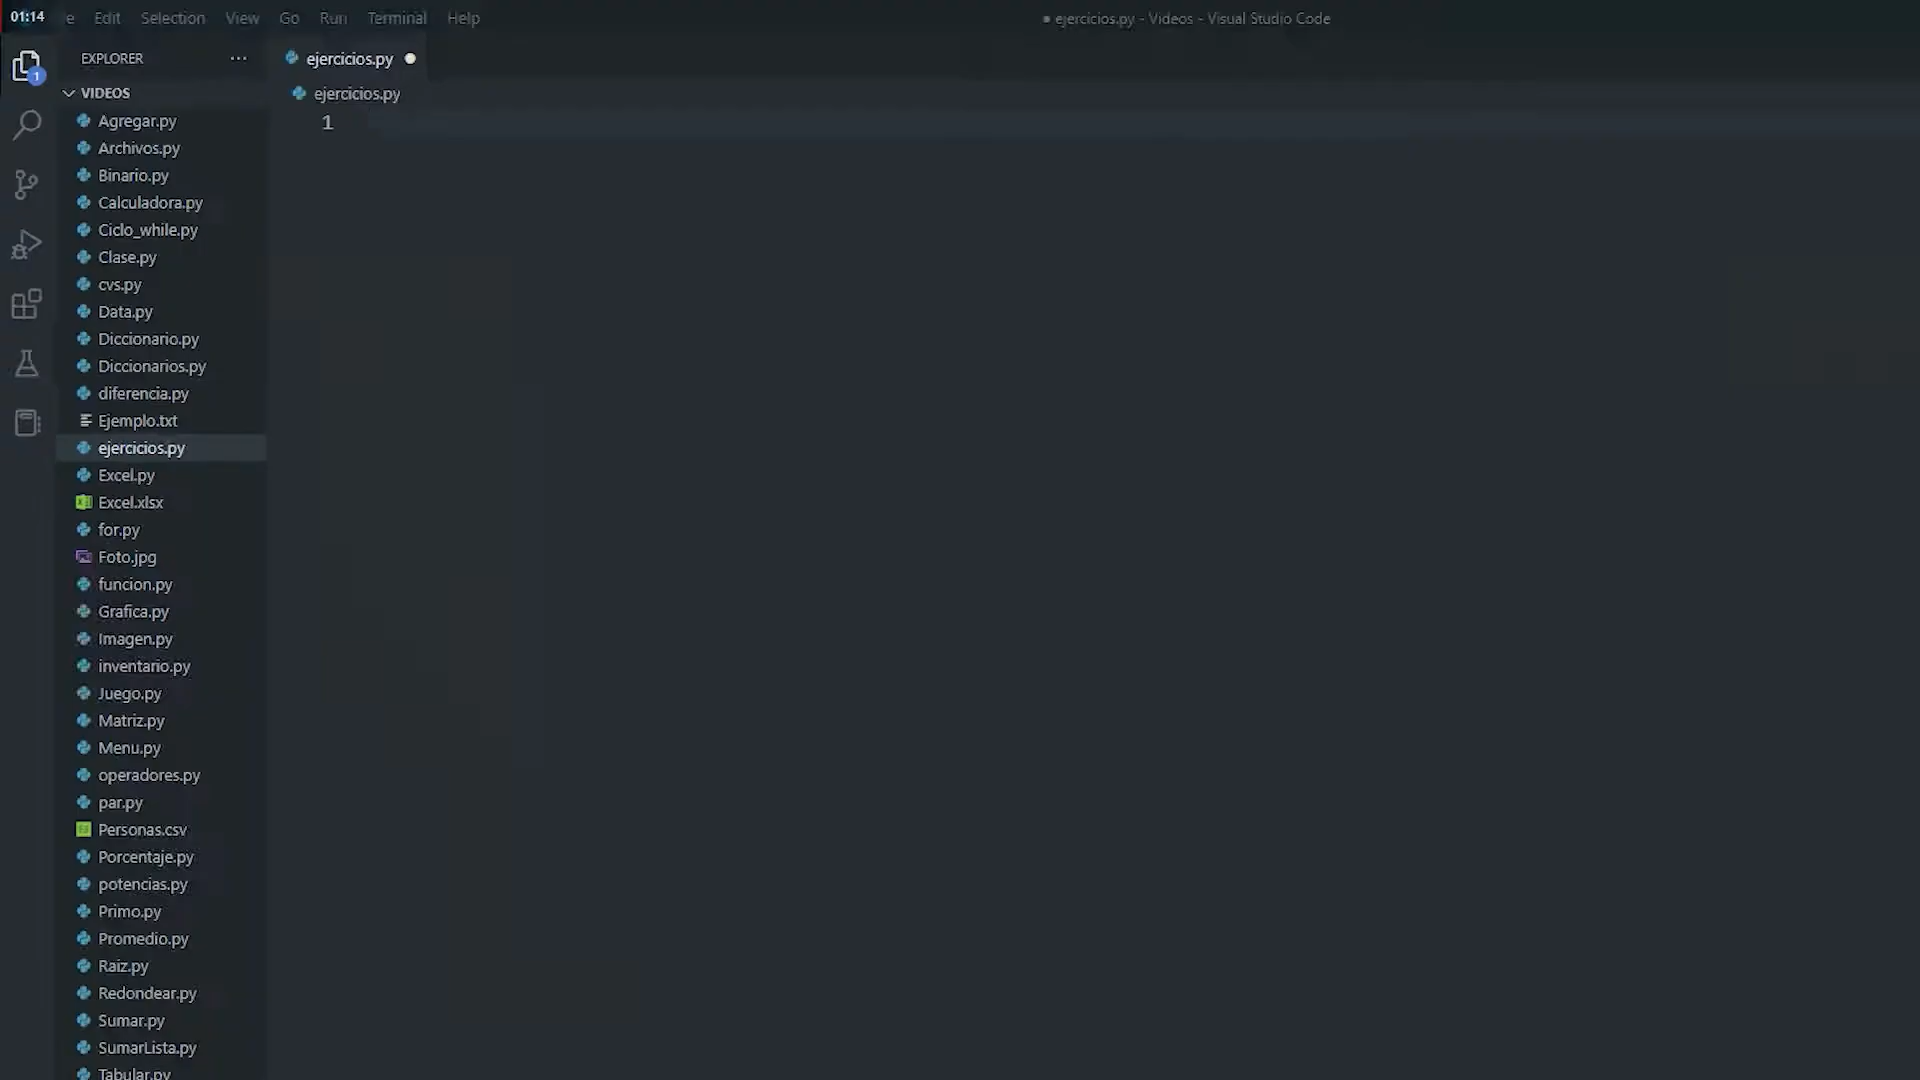 01:14
e Edit Selection View Go Run Terminal Help
● ejercicios.py - Videos - Visual Studio Code
1
EXPLORER ···
ejercicios.py
VIDEOS
ejercicios.py
1
Agregar.py
Archivos.py
Binario.py
Calculadora.py
Ciclo_while.py
Clase.py
cvs.py
Data.py
Diccionario.py
Diccionarios.py
diferencia.py
Ejemplo.txt
ejercicios.py
Excel.py
Excel.xlsx
for.py
Foto.jpg
funcion.py
Grafica.py
Imagen.py
inventario.py
Juego.py
Matriz.py
Menu.py
operadores.py
par.py
Personas.csv
Porcentaje.py
potencias.py
Primo.py
Promedio.py
Raiz.py
Redondear.py
Sumar.py
SumarLista.py
Tabular.py